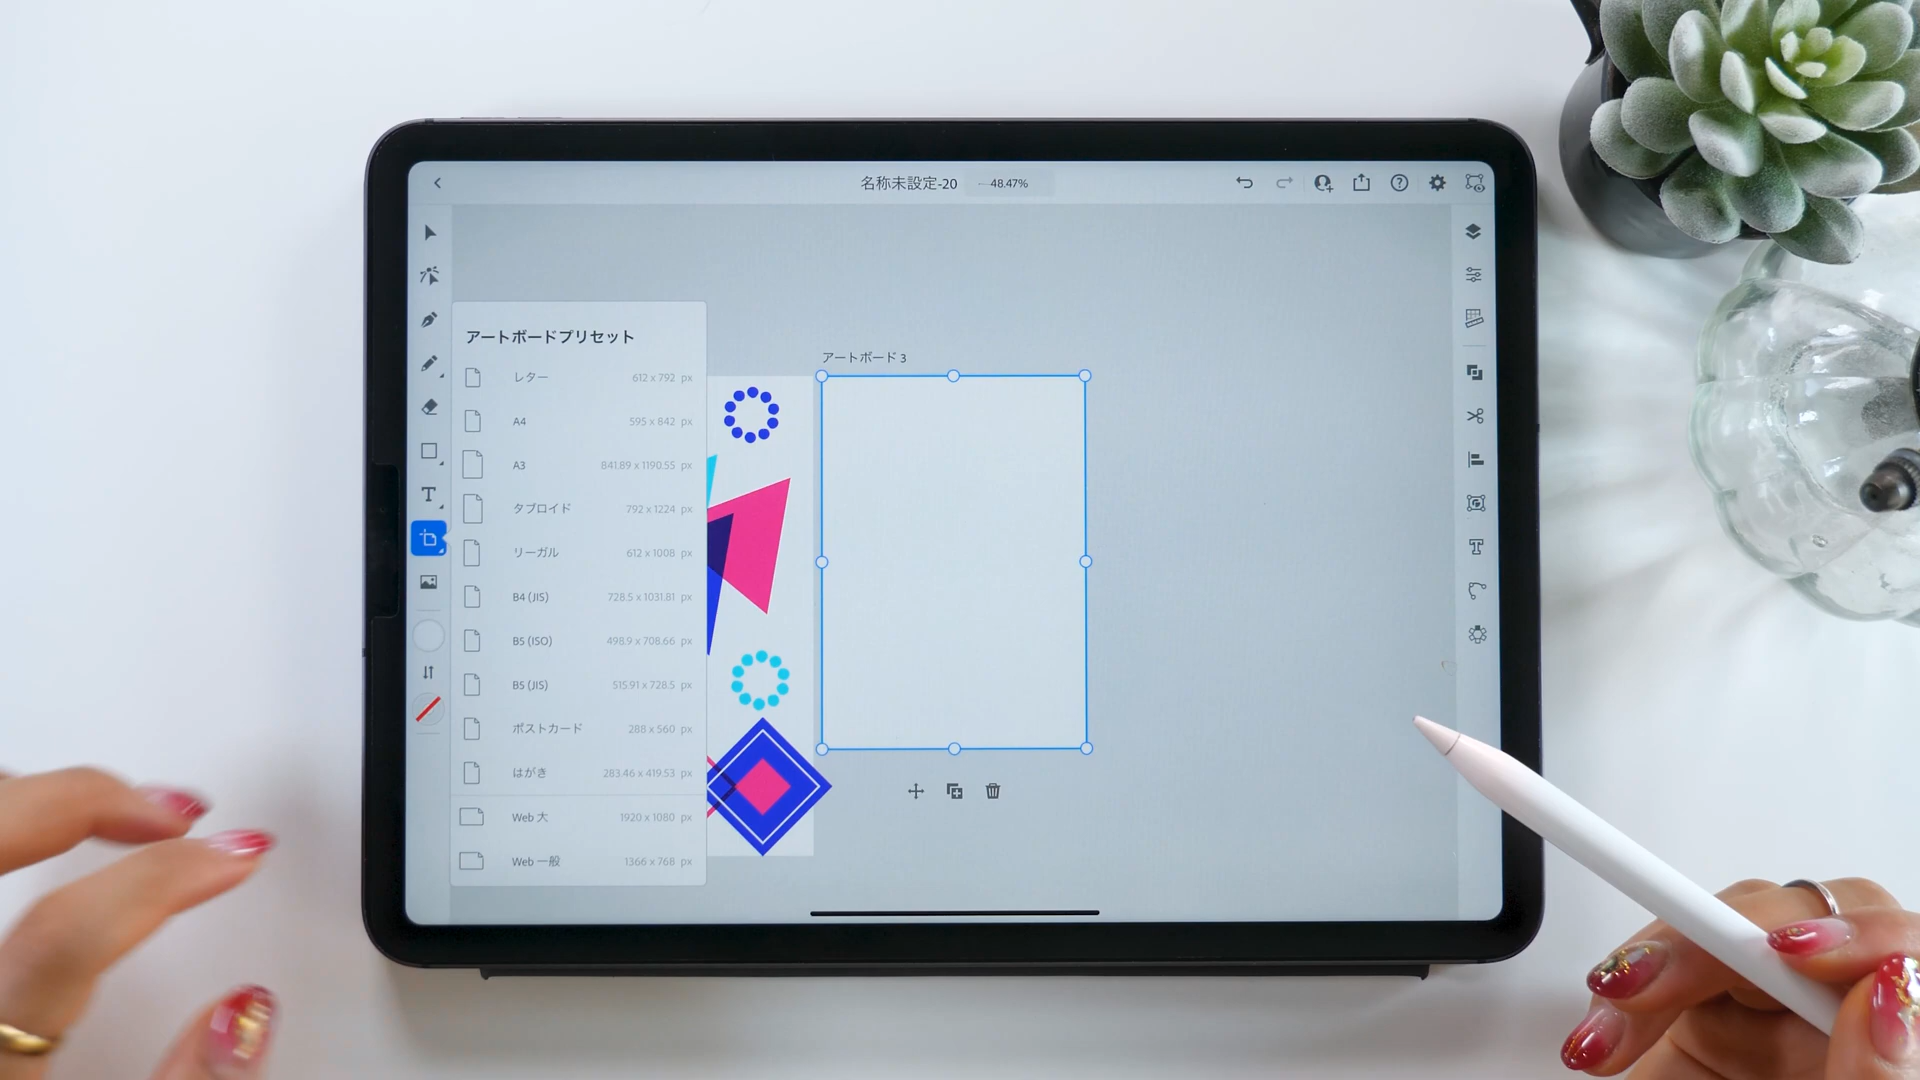 名称未設定-20 48.47%
アートボードプリセット
レター 612 x 792 px
A4 595 x 842 px
A3 841.89 x 1190.55 px
タブロイド 792 x 1224 px
リーガル 612 x 1008 px
B4 (JIS) 728.5 x 1031.81 px
B5 (ISO) 498.9 x 708.66 px
B5 (JIS) 515.91 x 728.5 px
ポストカード 288 x 560 px
はがき 283.46 x 419.53 px
Web 大 1920 x 1080 px
Web 一般 1366 x 768 px
アートボード 3